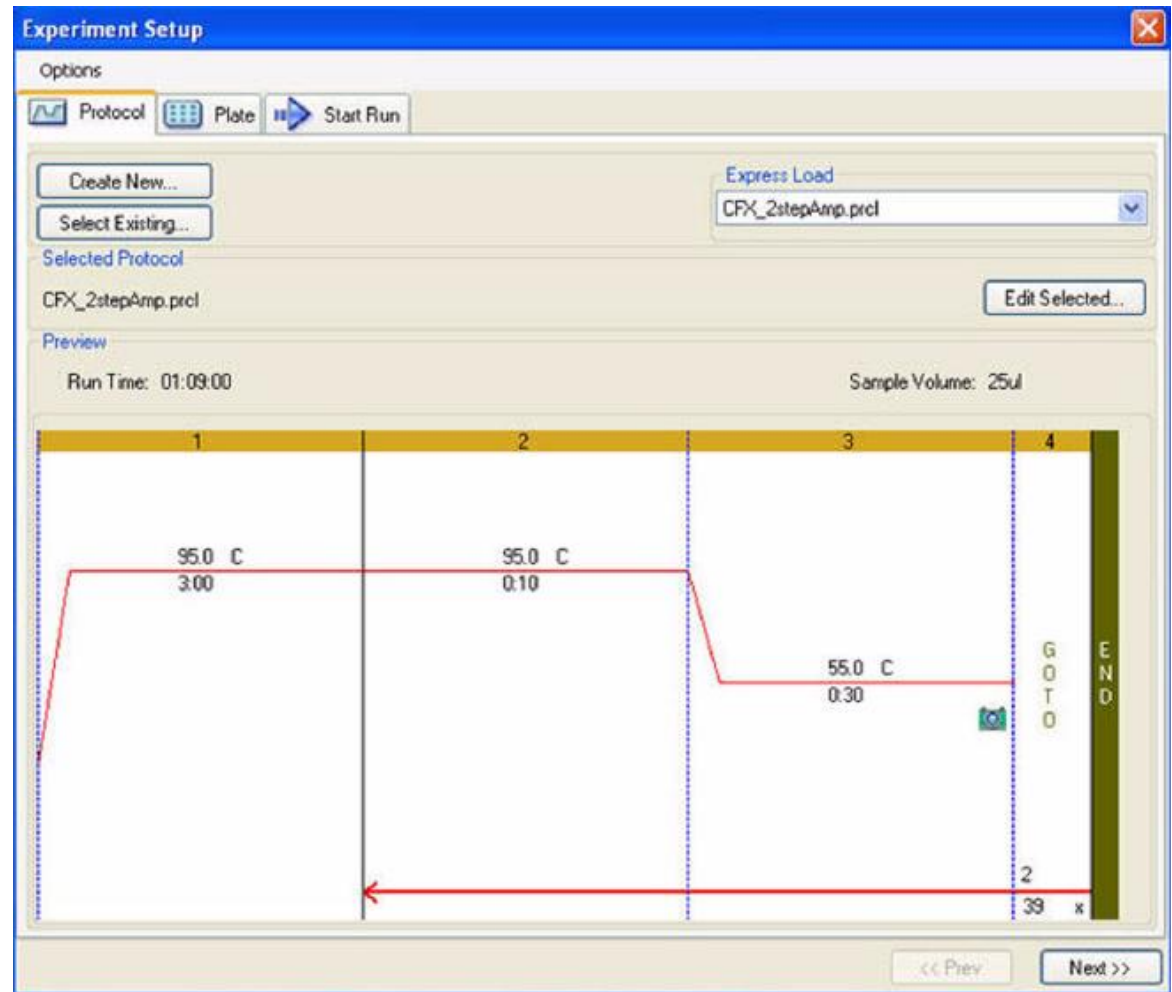 Experiment Setup
Options
Protocol Plate Start Run
Create New...
Select Existing...
Express Load
CFX_2stepAmp.prcl
Selected Protocol
CFX_2stepAmp.prcl
Edit Selected...
Preview
Run Time: 01:09:00 Sample Volume: 25ul
1 2 3 4
95.0 C
3:00
95.0 C
0:10
55.0 C
0:30
GOTO
END
2
39 x
<< Prev Next >>